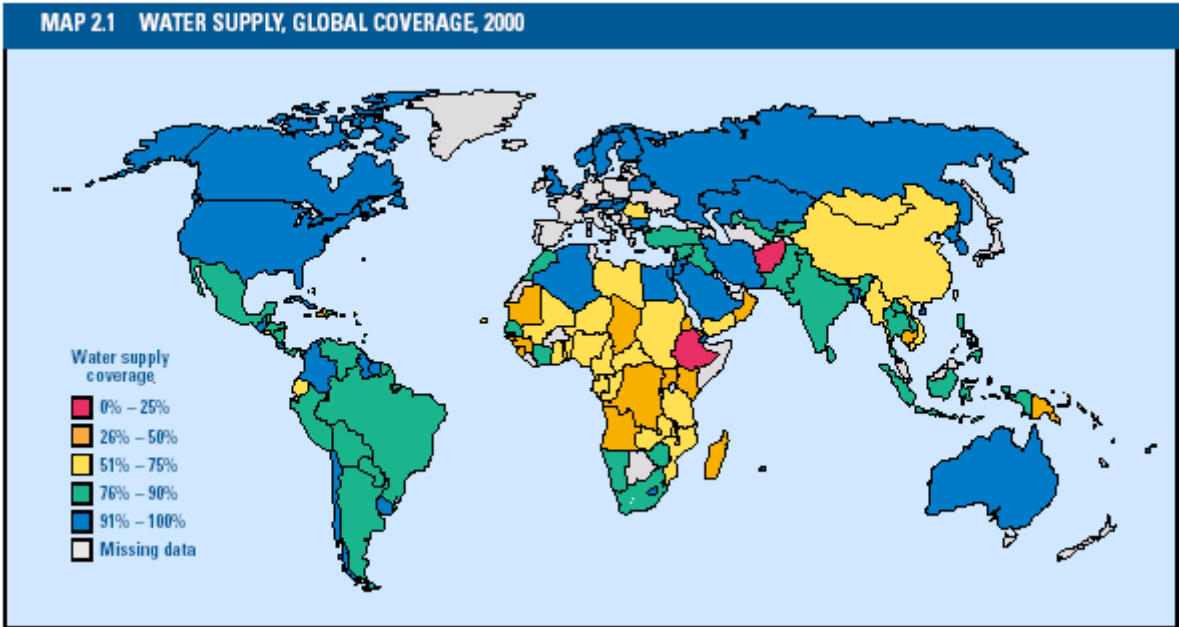 MAP 2.1 WATER SUPPLY, GLOBAL COVERAGE, 2000
Water supply
coverage
0% – 25%
26% – 50%
51% – 75%
76% – 90%
91% – 100%
Missing data